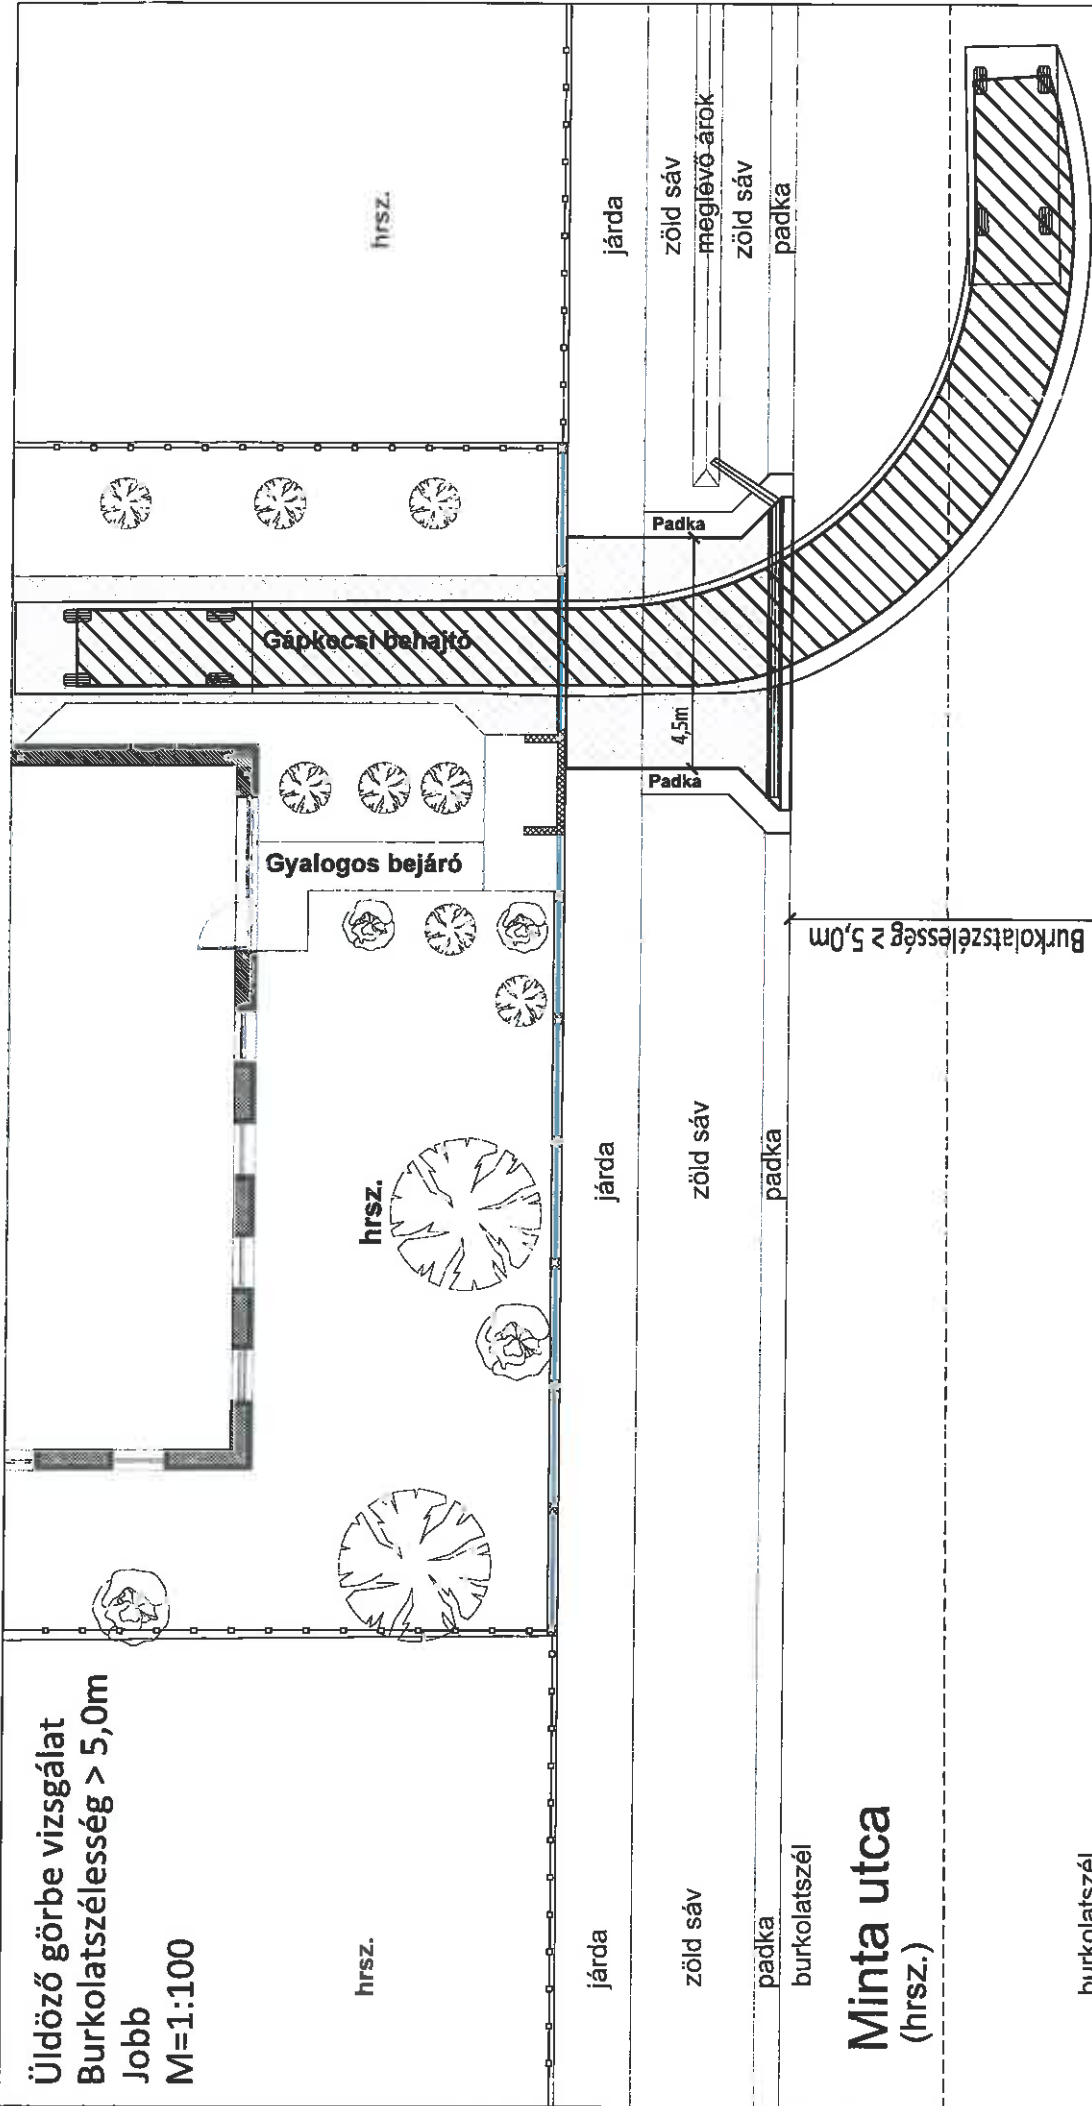 Üldöző görbe vizsgálat
Burkolatszélesség > 5,0m
Jobb
M=1:100
hrsz.
hrsz.
hrsz.
Gyalogos bejáró
Gépkocsi behajtó
járda
járda
járda
zöld sáv
zöld sáv
Padka
4,5m
Padka
zöld sáv
meglévő árok
zöld sáv
padka
padka
padka
burkolatszél
Minta utca
(hrsz.)
Burkolatszélesség ≥ 5,0m
burkolatszél